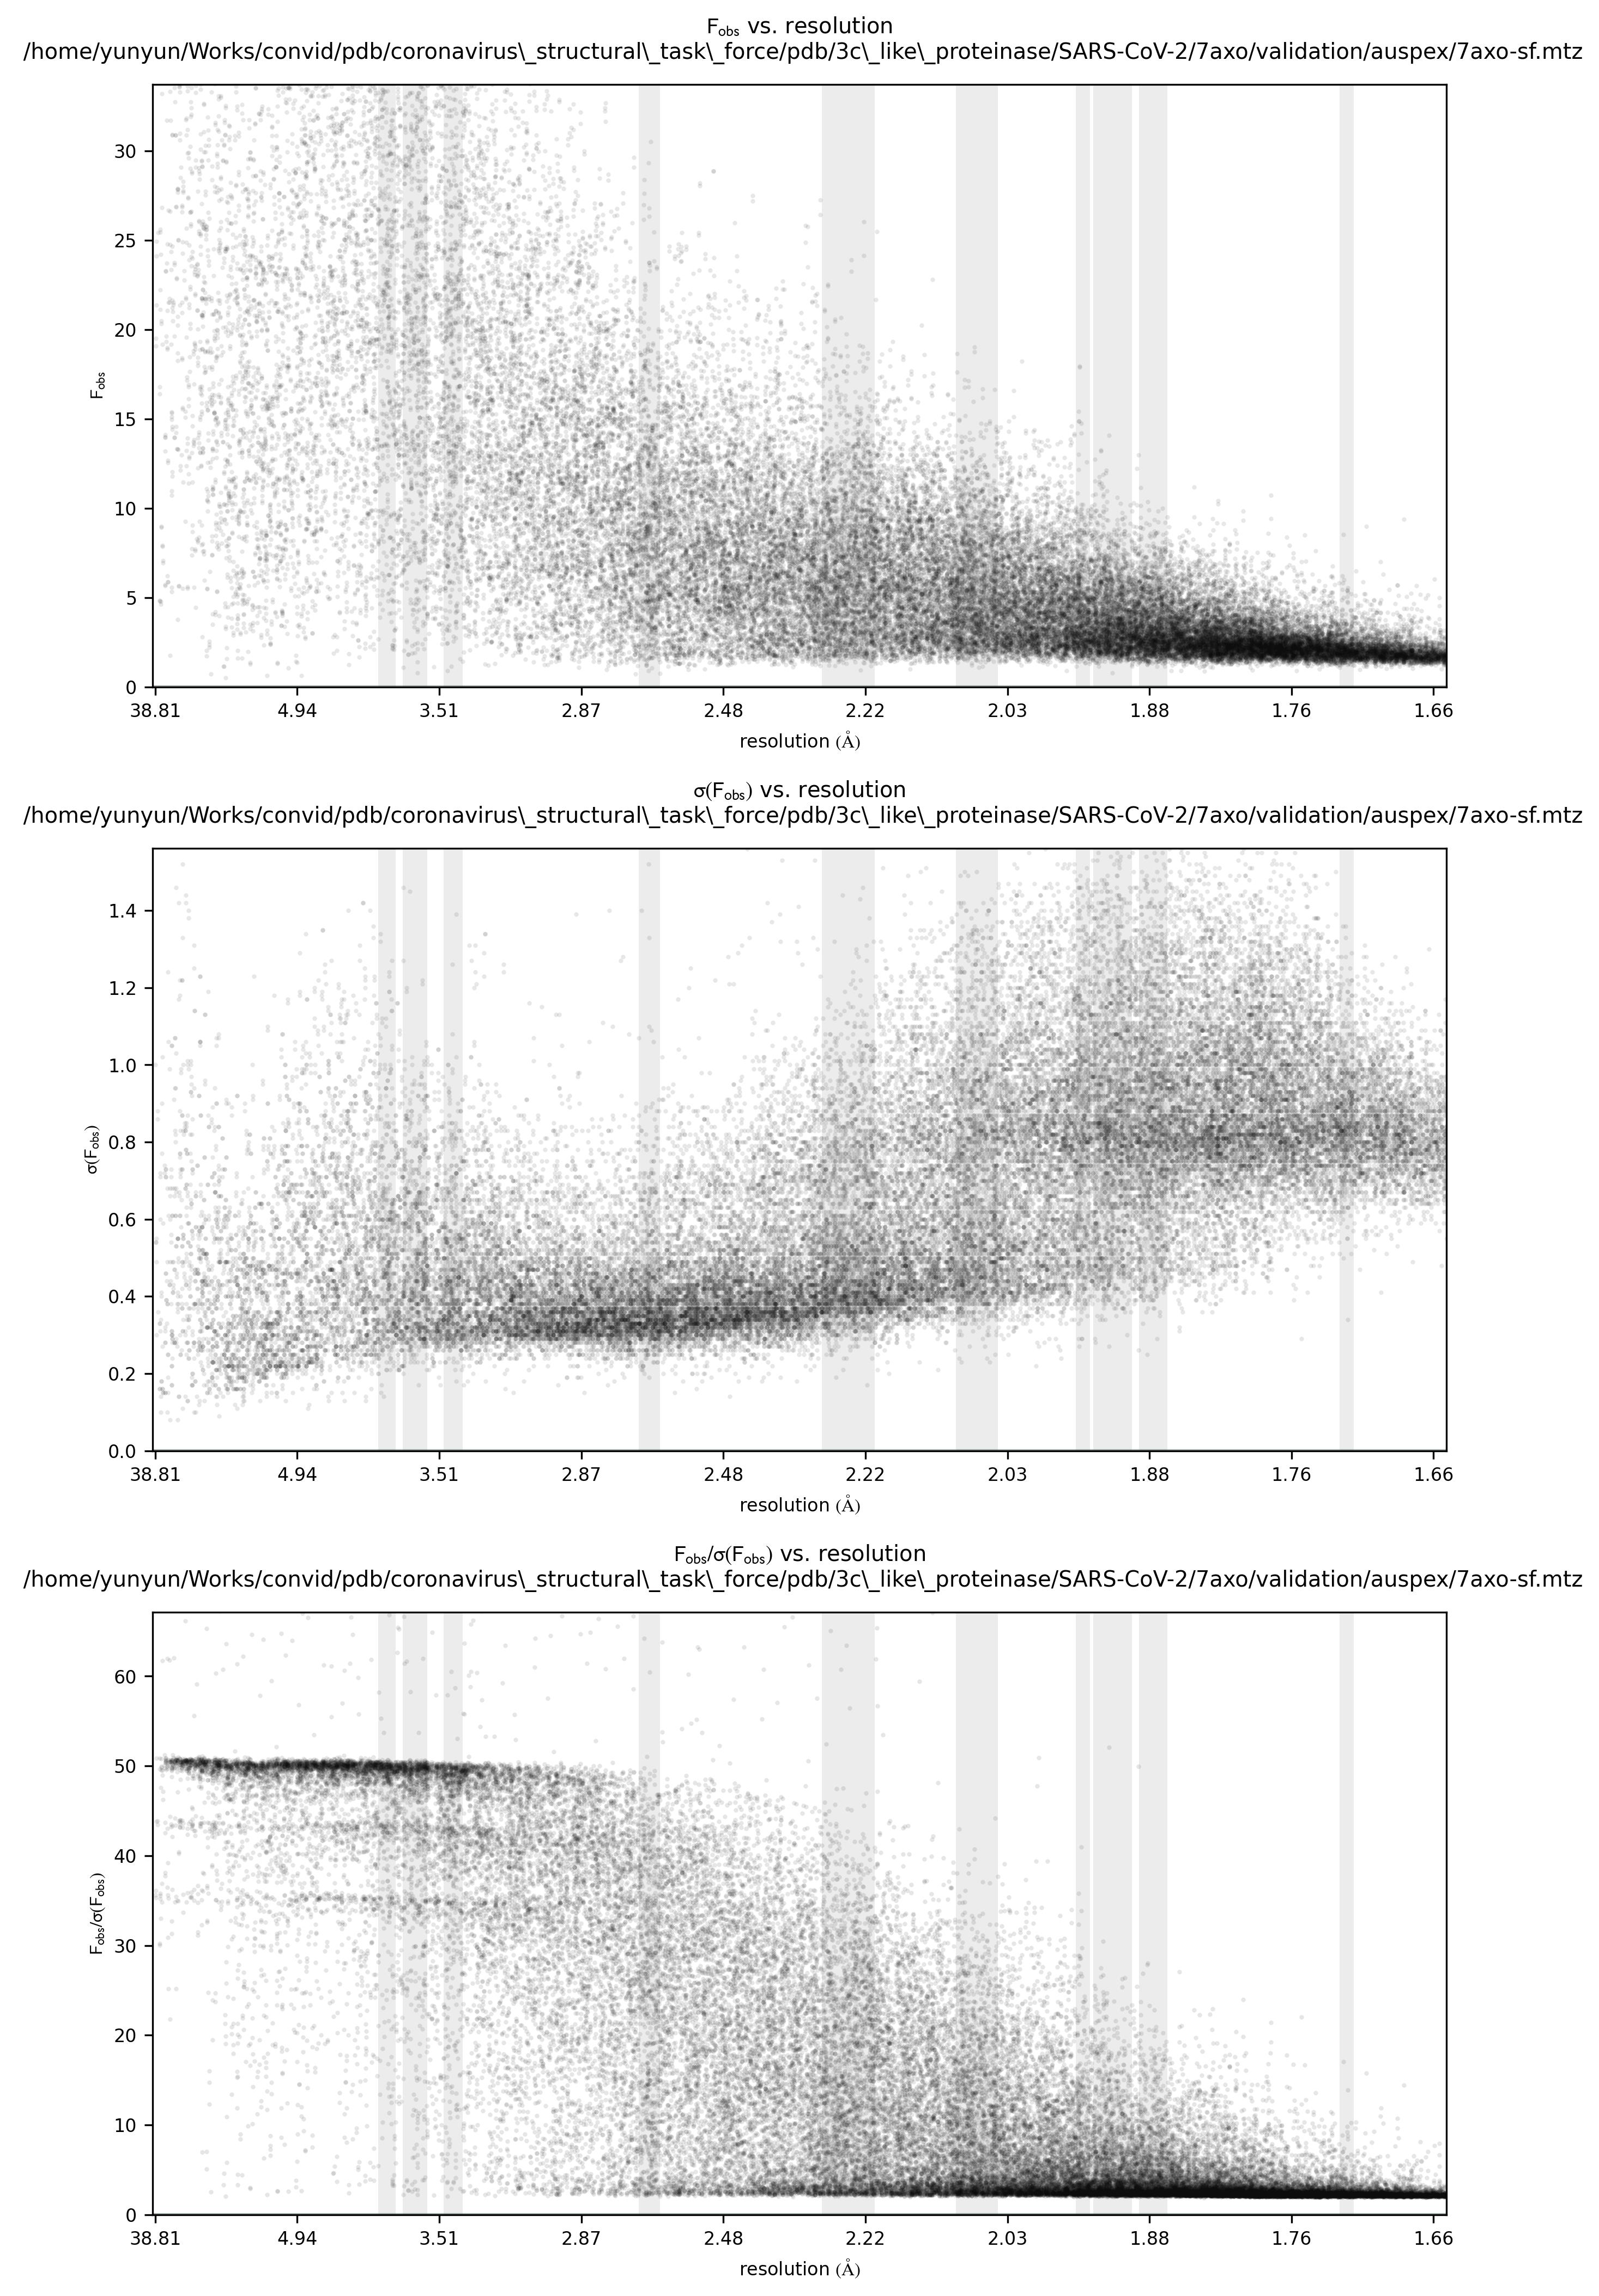 Fobs vs. resolution
/home/yunyun/Works/convid/pdb/coronavirus\_structural\_task\_force/pdb/3c\_like\_proteinase/SARS-CoV-2/7axo/validation/auspex/7axo-sf.mtz
30
25
20
15
10
5
0
Fobs
38.81 4.94 3.51 2.87 2.48 2.22 2.03 1.88 1.76 1.66
resolution (Å)
σ(Fobs) vs. resolution
/home/yunyun/Works/convid/pdb/coronavirus\_structural\_task\_force/pdb/3c\_like\_proteinase/SARS-CoV-2/7axo/validation/auspex/7axo-sf.mtz
1.4
1.2
1.0
0.8
0.6
0.4
0.2
0.0
σ(Fobs)
38.81 4.94 3.51 2.87 2.48 2.22 2.03 1.88 1.76 1.66
resolution (Å)
Fobs/σ(Fobs) vs. resolution
/home/yunyun/Works/convid/pdb/coronavirus\_structural\_task\_force/pdb/3c\_like\_proteinase/SARS-CoV-2/7axo/validation/auspex/7axo-sf.mtz
60
50
40
30
20
10
0
Fobs/σ(Fobs)
38.81 4.94 3.51 2.87 2.48 2.22 2.03 1.88 1.76 1.66
resolution (Å)